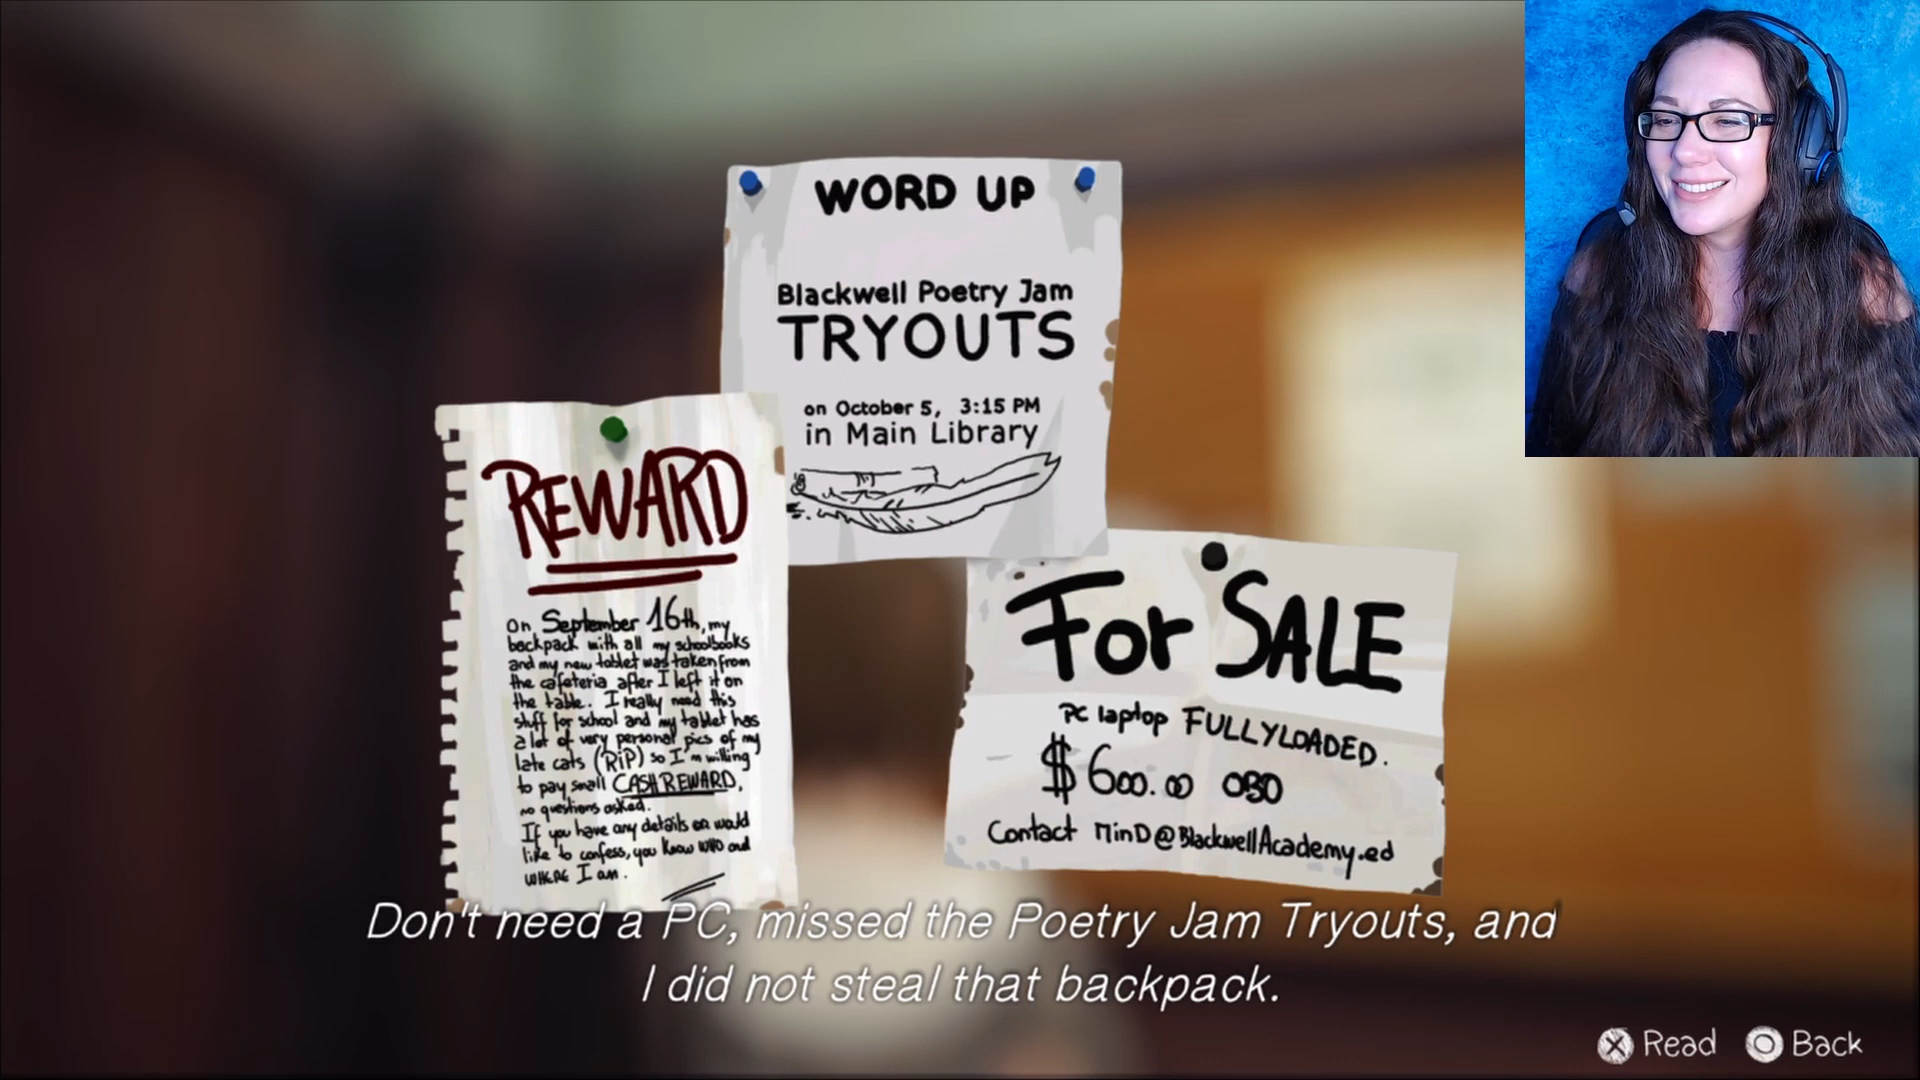 WORD UP
Blackwell Poetry Jam
TRYOUTS
on October 5, 3:15 PM
in Main Library
REWARD
On September 16th, my
backpack with all my schoolbooks
and my new tablet was taken from
the cafeteria after I left it on
the table. I really need this
stuff for school and my tablet has
a lot of very personal pics of my
late cats (RiP) so I'm willing
to pay small CASH REWARD,
no questions asked.
If you have any details or would
like to confess, you know WHO and
WHERE I am.
For SALE
PC laptop FULLYLOADED.
$600.00 OBO
Contact MinD@BlackwellAcademy.ed
Don't need a PC, missed the Poetry Jam Tryouts, and
I did not steal that backpack.
Read Back